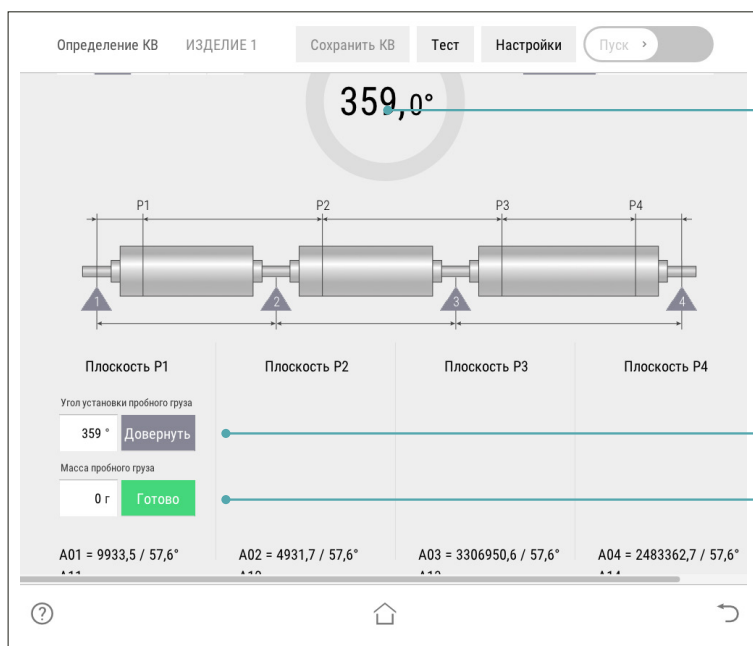 Определение КВ ИЗДЕЛИЕ 1 Сохранить КВ Тест Настройки Пуск
359,0°
P1 P2 P3 P4
1 2 3 4
Плоскость P1 Плоскость P2 Плоскость P3 Плоскость P4
Угол установки пробного груза
359 ° Довернуть
Масса пробного груза
0 г Готово
A01 = 9933,5 / 57,6° A02 = 4931,7 / 57,6° A03 = 3306950,6 / 57,6° A04 = 2483362,7 / 57,6°